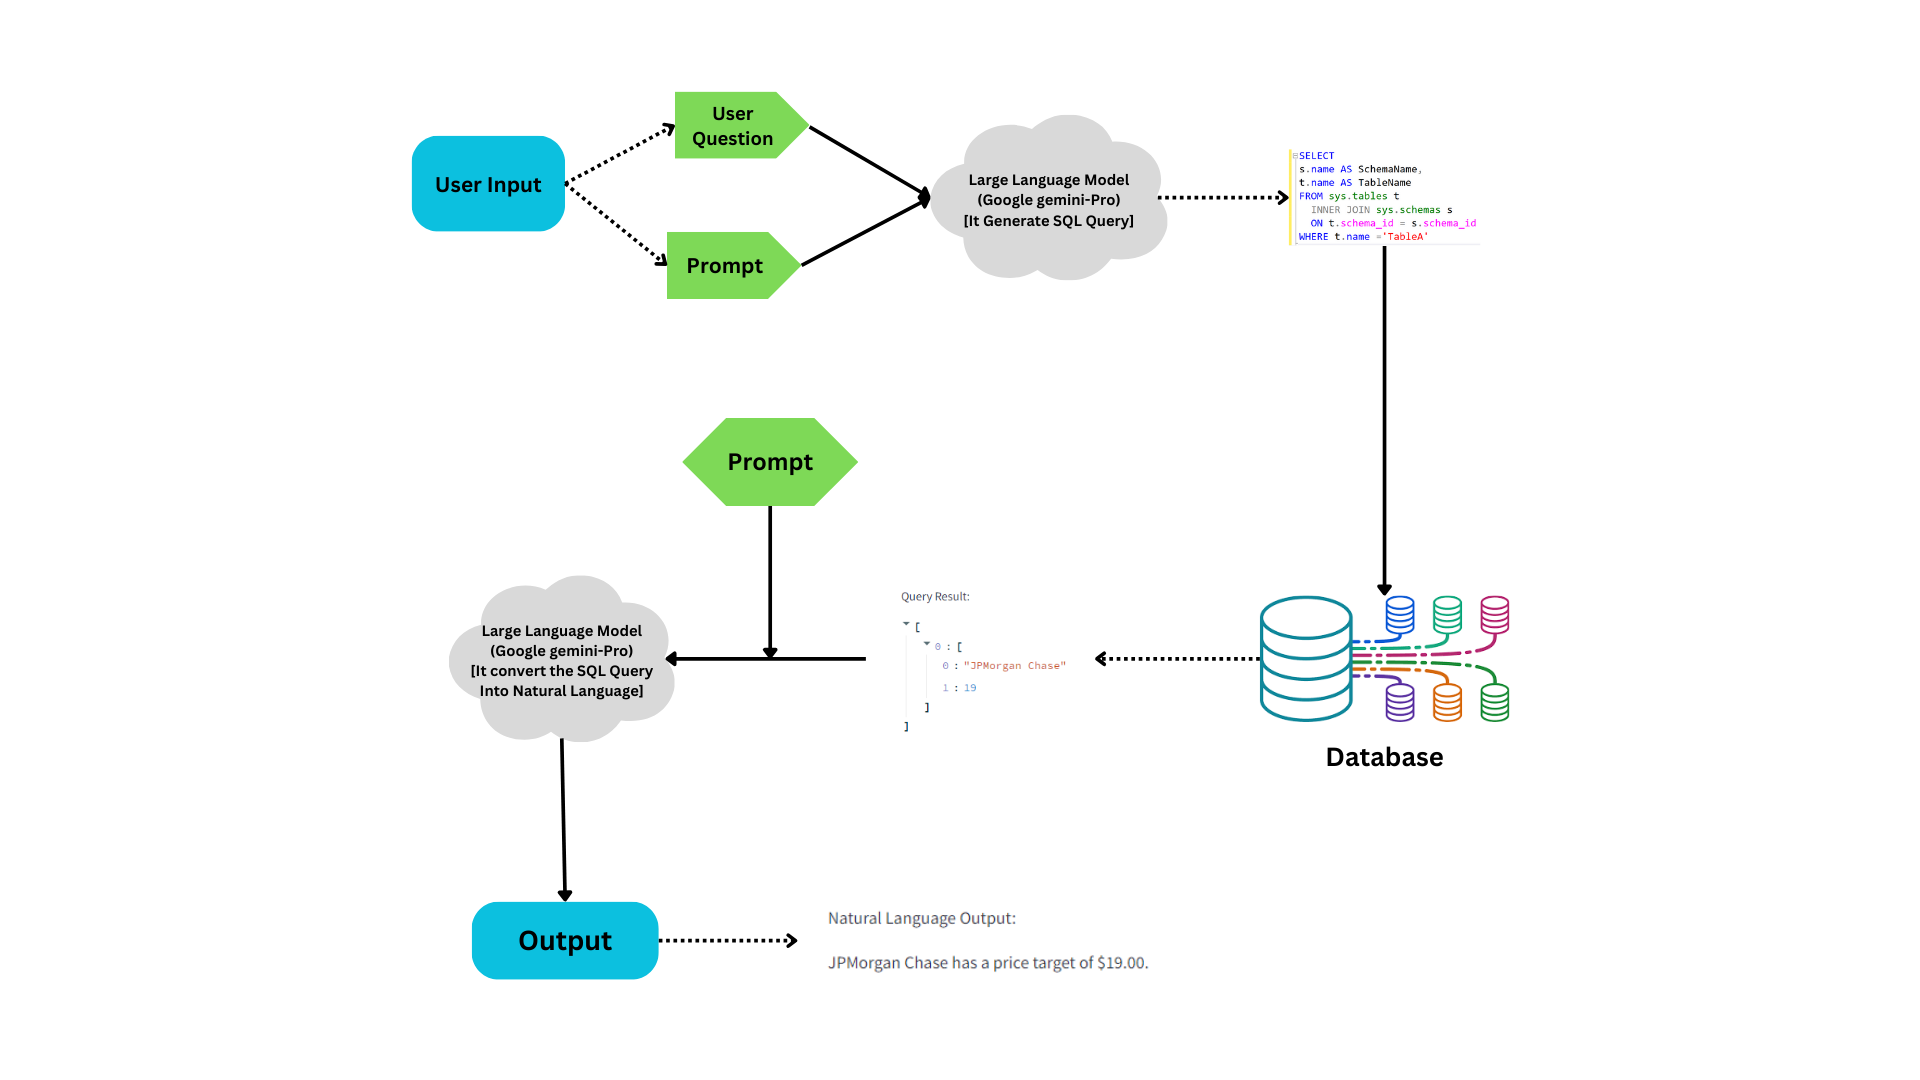 User Input
User
Question
Prompt
Large Language Model
(Google gemini-Pro)
[It Generate SQL Query]
SELECT
s.name AS SchemaName,
t.name AS TableName
FROM sys.tables t
INNER JOIN sys.schemas s
ON t.schema_id = s.schema_id
WHERE t.name ='TableA'
Prompt
Large Language Model
(Google gemini-Pro)
[It convert the SQL Query
Into Natural Language]
Query Result:
[
0 : [
0 : "JPMorgan Chase"
1 : 19
]
]
Database
Output
Natural Language Output:
JPMorgan Chase has a price target of $19.00.